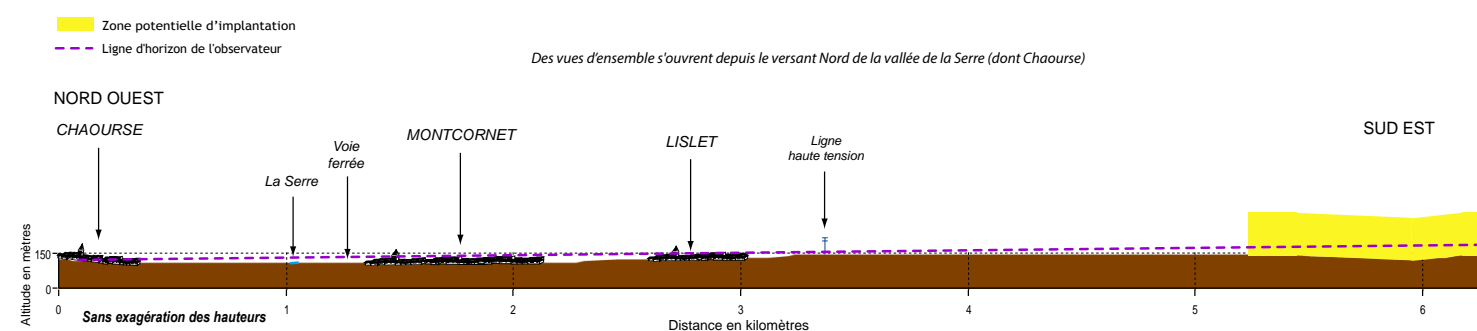 Zone potentielle d'implantation
Ligne d'horizon de l'observateur
Des vues d'ensemble s'ouvrent depuis le versant Nord de la vallée de la Serre (dont Chaourse)
NORD OUEST
SUD EST
CHAOURSE
La Serre
Voie
ferrée
MONTCORNET
LISLET
Ligne
haute tension
Altitude en mètres
150
0
0 1 2 3 4 5 6
Sans exagération des hauteurs
Distance en kilomètres